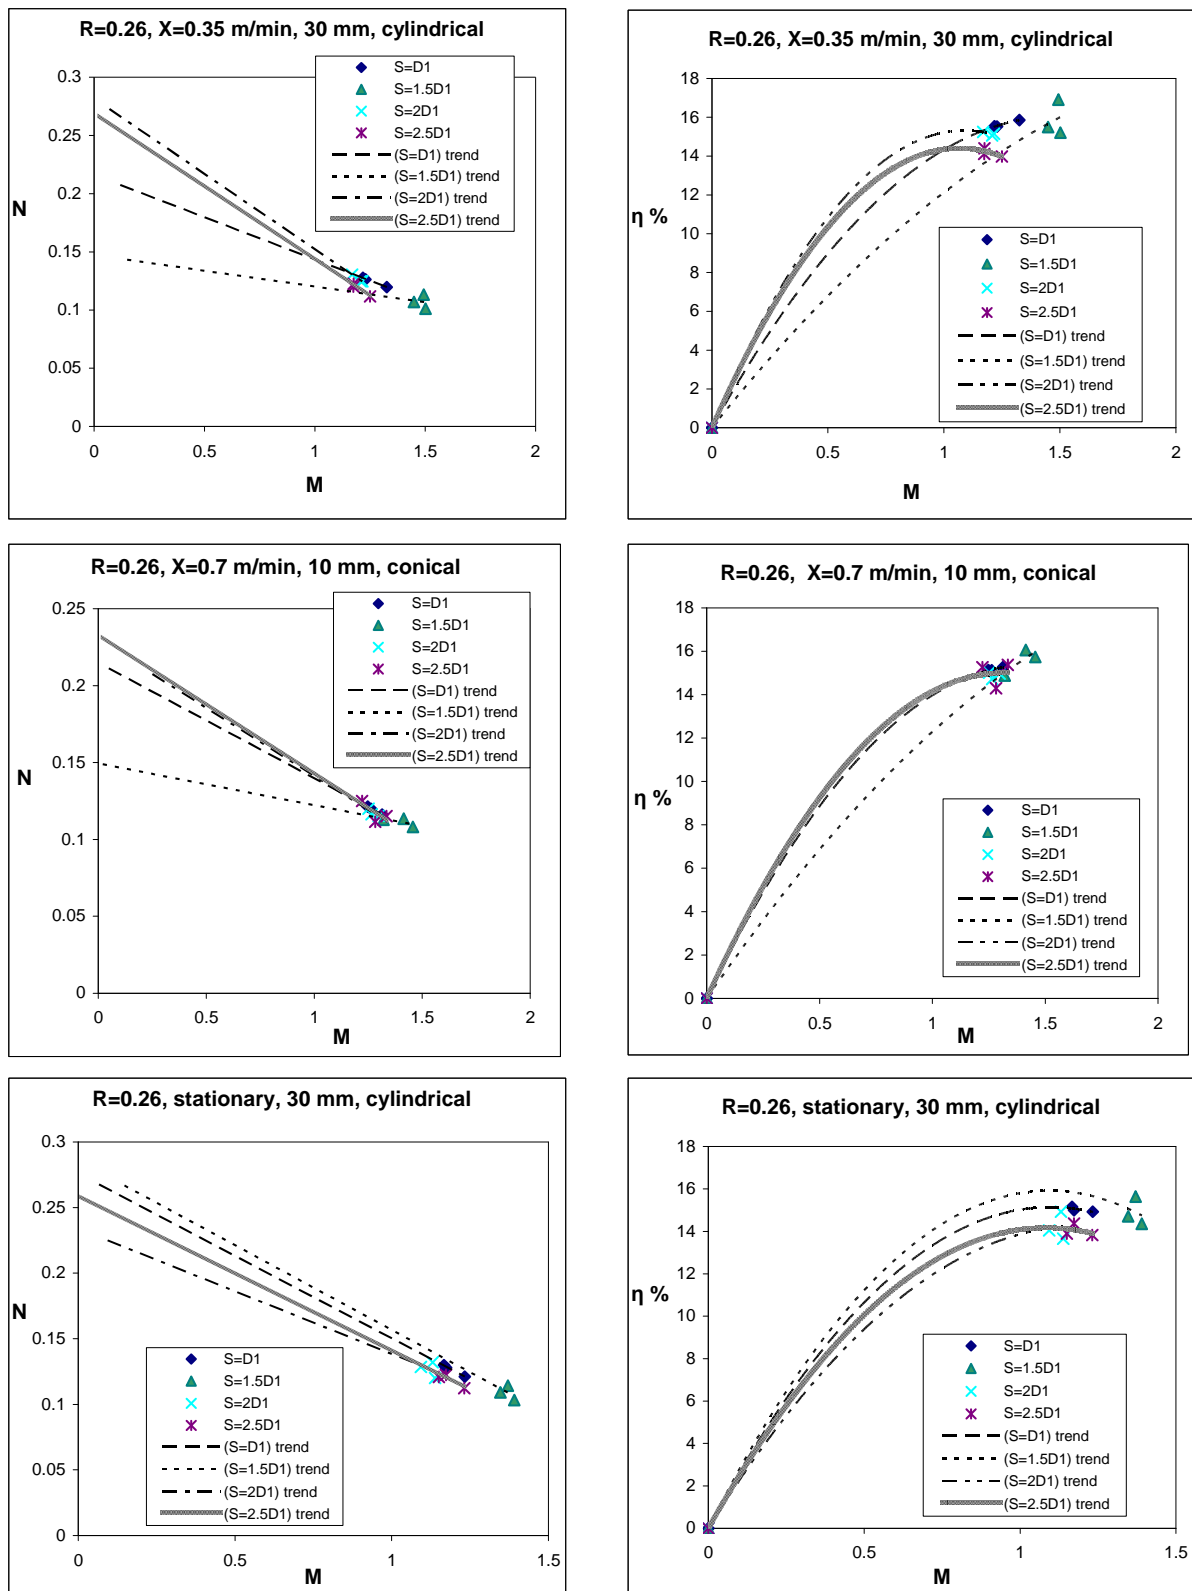 R=0.26, X=0.35 m/min, 30 mm, cylindrical
S=D1
S=1.5D1
S=2D1
S=2.5D1
(S=D1) trend
(S=1.5D1) trend
(S=2D1) trend
(S=2.5D1) trend
0.3
0.25
0.2
N
0.15
0.1
0.05
0
0 0.5 1 1.5 2
M
R=0.26, X=0.35 m/min, 30 mm, cylindrical
18
16
14
12
η %
10
8
6
4
2
0
S=D1
S=1.5D1
S=2D1
S=2.5D1
(S=D1) trend
(S=1.5D1) trend
(S=2D1) trend
(S=2.5D1) trend
0 0.5 1 1.5 2
M
R=0.26, X=0.7 m/min, 10 mm, conical
S=D1
S=1.5D1
S=2D1
S=2.5D1
(S=D1) trend
(S=1.5D1) trend
(S=2D1) trend
(S=2.5D1) trend
0.25
0.2
N
0.15
0.1
0.05
0
0 0.5 1 1.5 2
M
R=0.26, X=0.7 m/min, 10 mm, conical
18
16
14
12
10
η %
8
6
4
2
0
S=D1
S=1.5D1
S=2D1
S=2.5D1
(S=D1) trend
(S=1.5D1) trend
(S=2D1) trend
(S=2.5D1) trend
0 0.5 1 1.5 2
M
R=0.26, stationary, 30 mm, cylindrical
0.3
0.25
0.2
N
0.15
0.1
0.05
0
S=D1
S=1.5D1
S=2D1
S=2.5D1
(S=D1) trend
(S=1.5D1) trend
(S=2D1) trend
(S=2.5D1) trend
0 0.5 1 1.5
M
R=0.26, stationary, 30 mm, cylindrical
18
16
14
12
η %
10
8
6
4
2
0
S=D1
S=1.5D1
S=2D1
S=2.5D1
(S=D1) trend
(S=1.5D1) trend
(S=2D1) trend
(S=2.5D1) trend
0 0.5 1 1.5
M